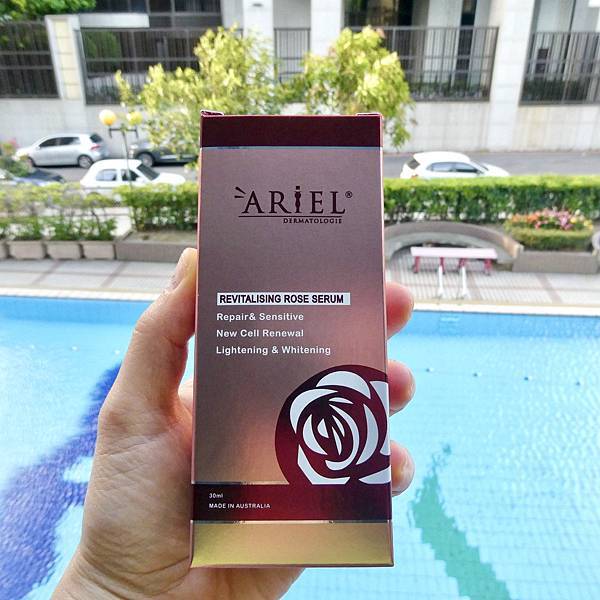 ARIEL®
DERMATOLOGIE
REVITALISING ROSE SERUM
Repair& Sensitive
New Cell Renewal
Lightening & Whitening
30ml
MADE IN AUSTRALIA